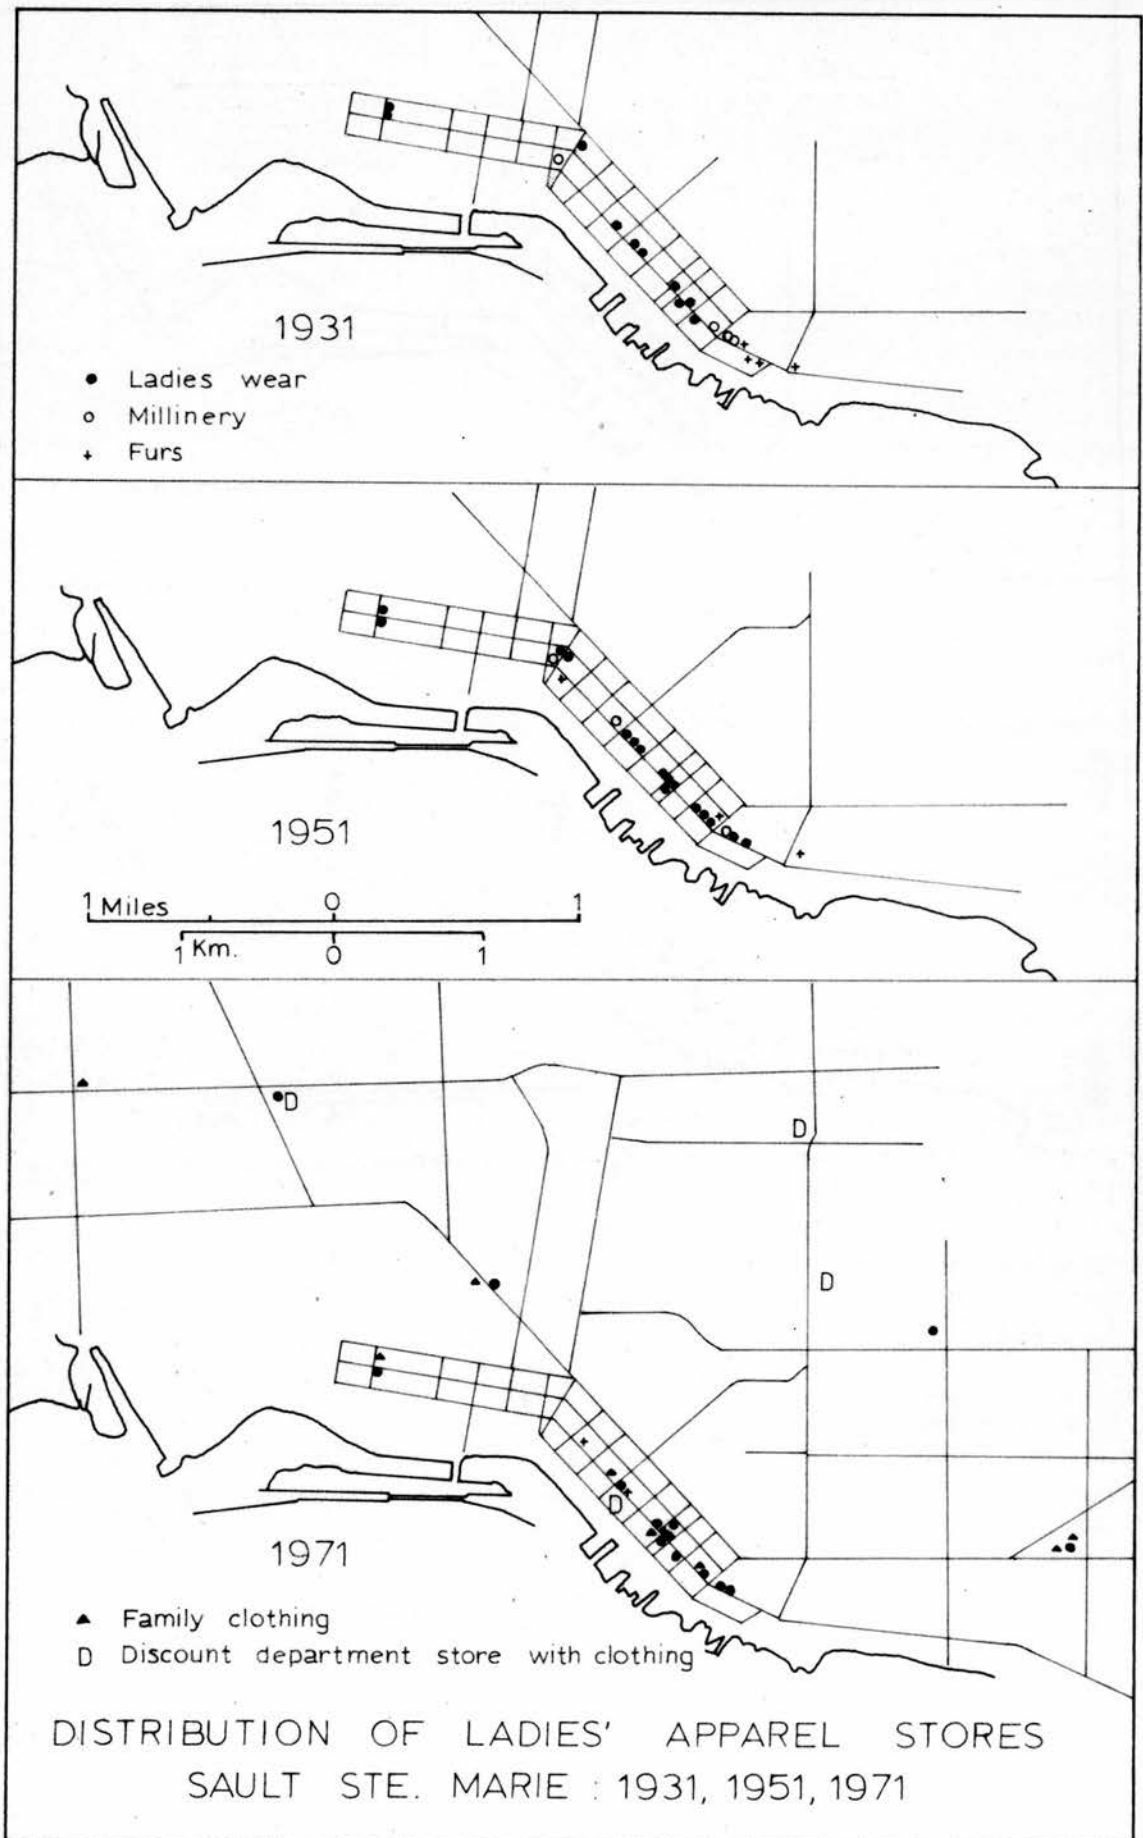 1931
Ladies wear
Millinery
Furs
1951
1 Miles 0 1
1 Km. 0 1
D
D
D
D
1971
Family clothing
D Discount department store with clothing
DISTRIBUTION OF LADIES' APPAREL STORES
SAULT STE. MARIE : 1931, 1951, 1971